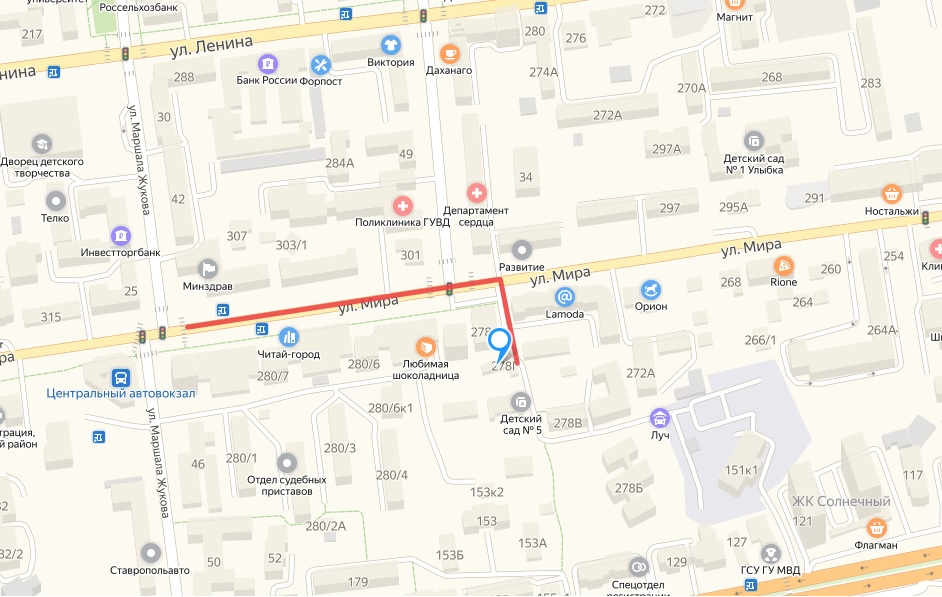 Россельхозбанк
217
ул. Ленина
288
Банк России
Форпост
Виктория
Даханаго
280
272
Магнит
274А
270А
268
283
272А
30
Дворец детского
творчества
ул. Маршала Жукова
284А
49
297А
Детский сад
№ 1 Улыбка
34
42
Телко
Поликлиника ГУВД
Департамент
сердца
297
295А
291
Ностальжи
307
303/1
Инвестторгбанк
301
Развитие
ул. Мира
254
Минздрав
25
ул. Мира
268
Rione
260
315
ул. Мира
Lamoda
Орион
264
264А
Читай-город
280/6
Любимая
шоколадница
278Г
266/1
280/7
272А
Центральный автовокзал
280/6к1
Детский
сад № 5
278В
Луч
ул. Маршала Жукова
46
280/1
280/3
280/4
Отдел судебных
приставов
151к1
117
153к2
278Б
ЖК Солнечный
153
121
280/2А
Флагман
153А
153Б
129
127
Ставропольавто
50
52
179
ГСУ ГУ МВД
Спецотдел